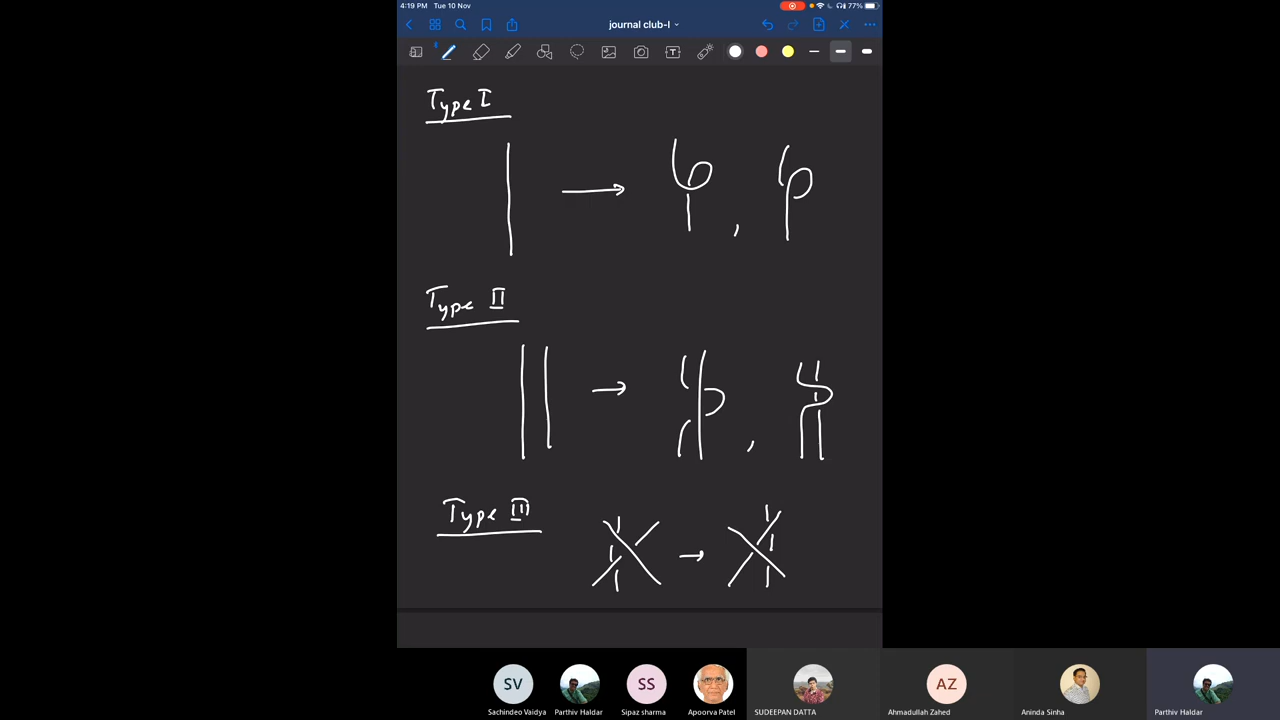 4:19 PM Tue 10 Nov
77%
journal club-I
Type I
,
Type II
,
Type III
SV
SS
AZ
Sachindeo Vaidya
Parthiv Haldar
Sipaz sharma
Apoorva Patel
SUDEEPAN DATTA
Ahmadullah Zahed
Aninda Sinha
Parthiv Haldar